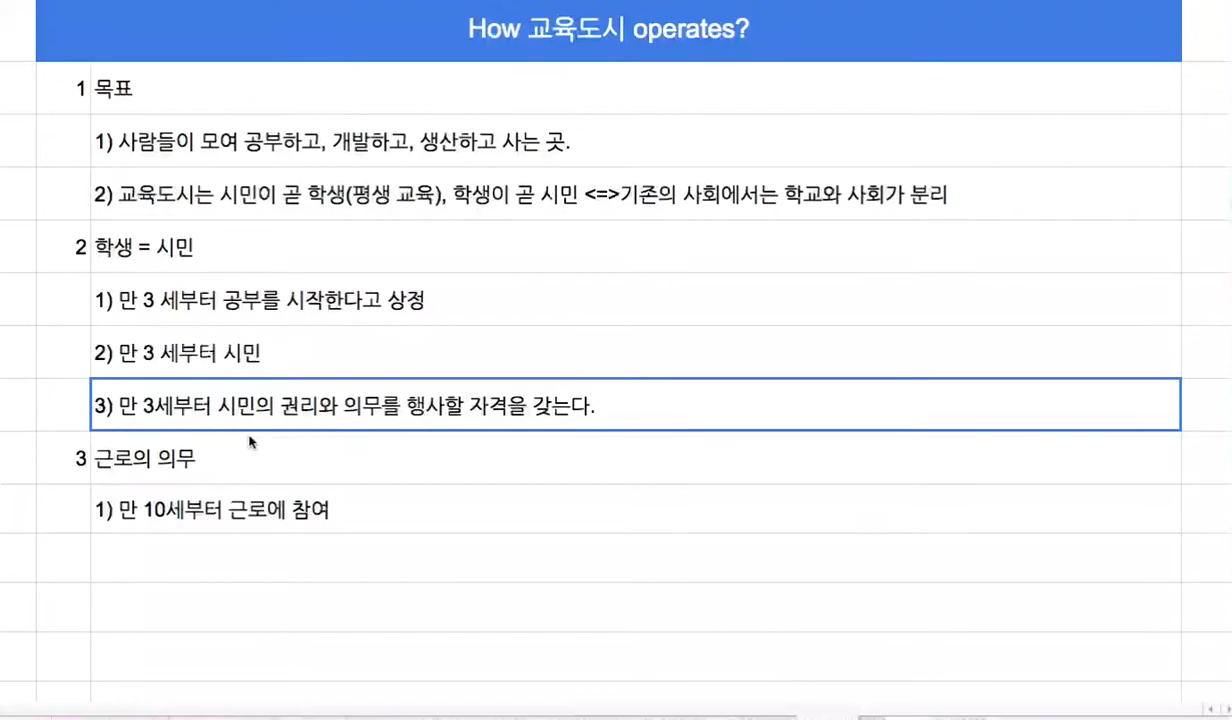 How 교육도시 operates?
1 목표
1) 사람들이 모여 공부하고, 개발하고, 생산하고 사는 곳.
2) 교육도시는 시민이 곧 학생(평생 교육), 학생이 곧 시민 <=>기존의 사회에서는 학교와 사회가 분리
2 학생 = 시민
1) 만 3 세부터 공부를 시작한다고 상정
2) 만 3 세부터 시민
3) 만 3세부터 시민의 권리와 의무를 행사할 자격을 갖는다.
3 근로의 의무
1) 만 10세부터 근로에 참여